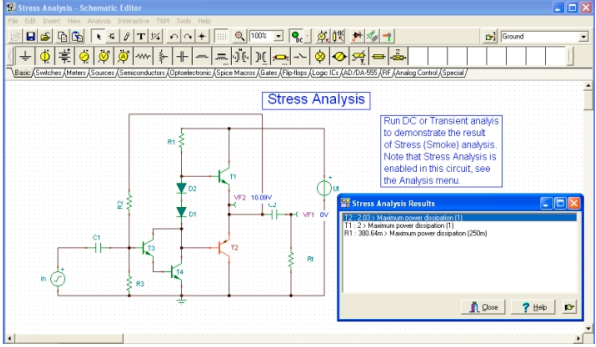 Stress Analysis - Schematic Editor
File Edit Insert View Analysis Interactive T&M Tools Help
100%
DC
Ground
Basic Switches Meters Sources Semiconductors Optoelectronic Spice Macros Gates Flip-flops Logic ICs AD/DA-555 RF Analog Control Special
Stress Analysis
Run DC or Transient analyis
to demonstrate the result
of Stress (Smoke) analysis.
Note that Stress Analysis is
enabled in this circuit, see
the Analysis menu.
R1
T1
D2
VF2 10.09V
U1
R2
D1
C2
VF1 0V
C1
T3
T2
In
T4
R3
Stress Analysis Results
T2 : 2.03 > Maximum power dissipation (1)
T1 : 2 > Maximum power dissipation (1)
R1 : 380.64m > Maximum power dissipation (250m)
Close
Help